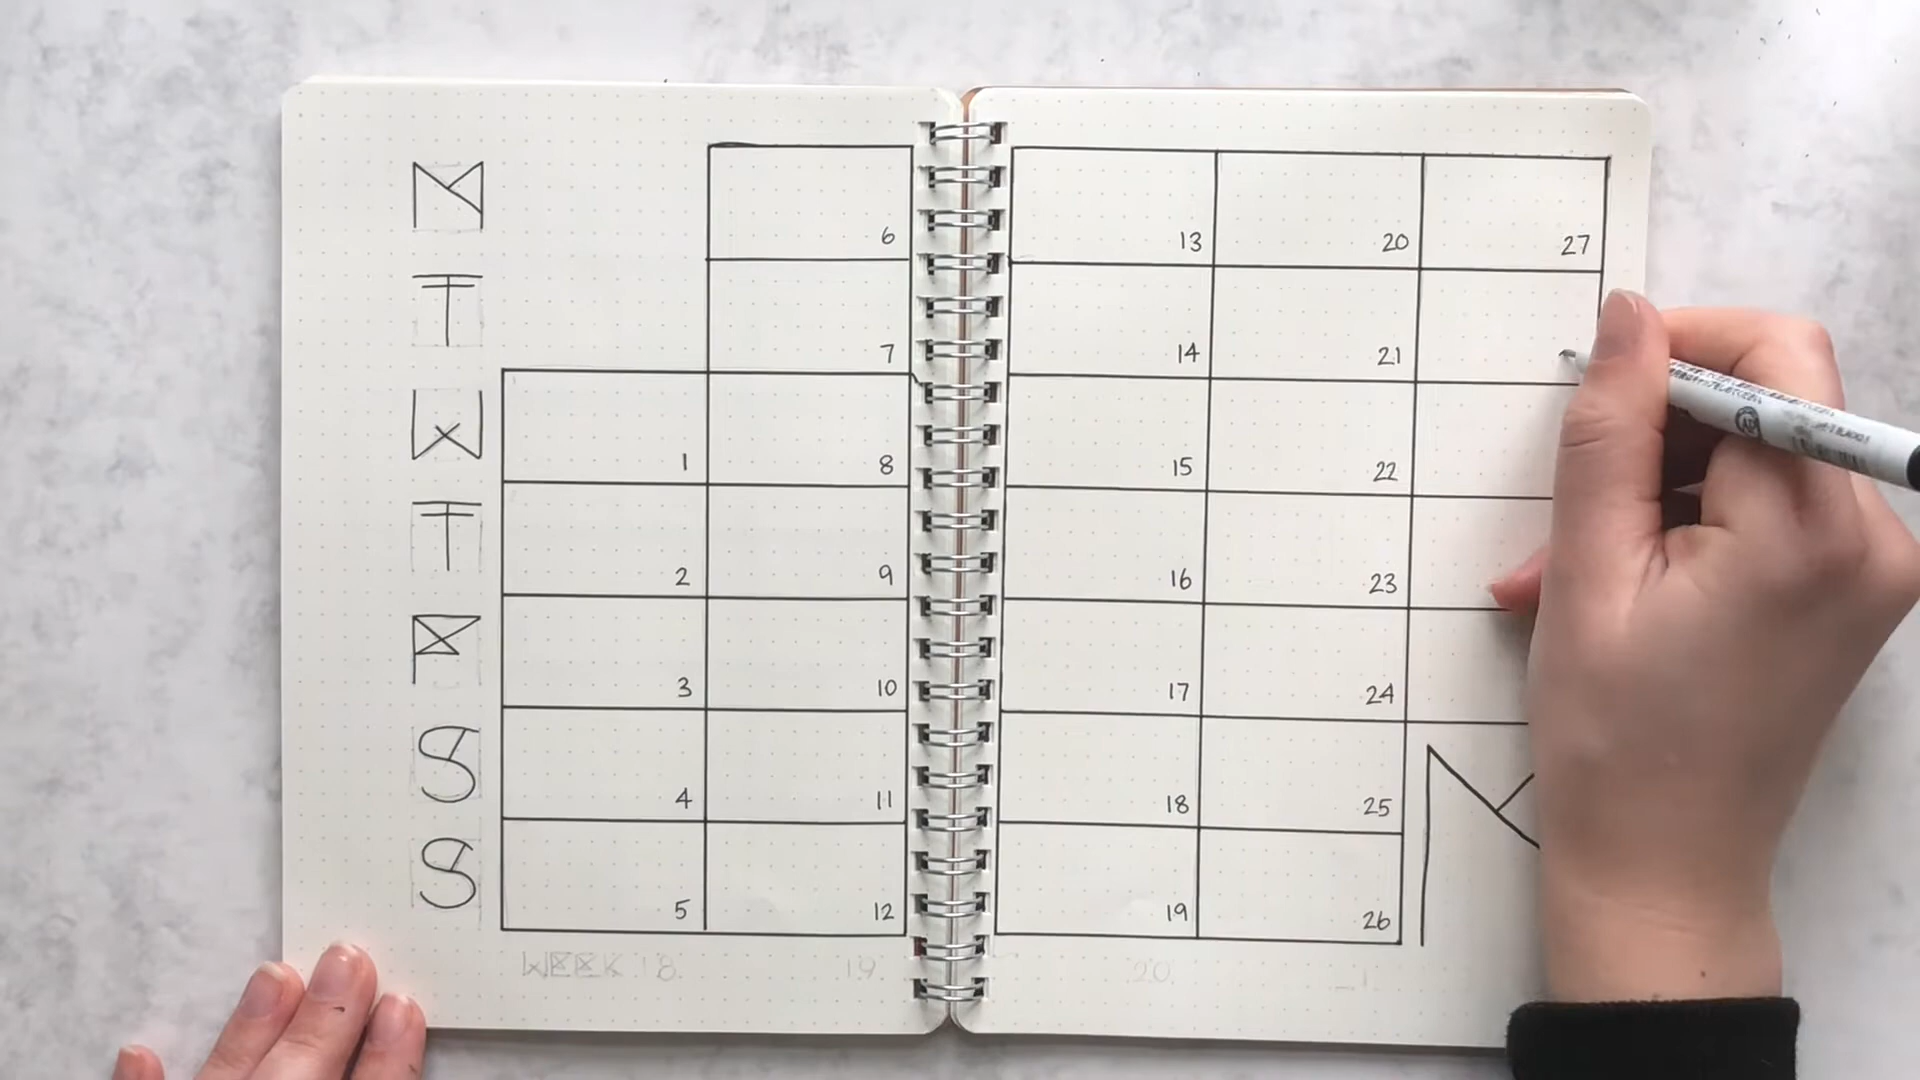 M 6 13 20 27
T 7 14 21
W 1 8 15 22
T 2 9 16 23
F 3 10 17 24
S 4 11 18 25
S 5 12 19 26
WEEK 18. 19. 20.